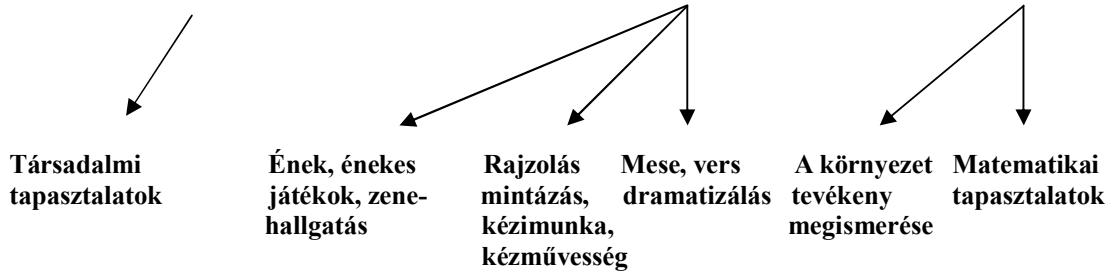 Társadalmi
tapasztalatok
Ének, énekes
játékok, zene-
hallgatás
Rajzolás
mintázás,
kézimunka,
kézművesség
Mese, vers
dramatizálás
A környezet
tevékeny
megismerése
Matematikai
tapasztalatok